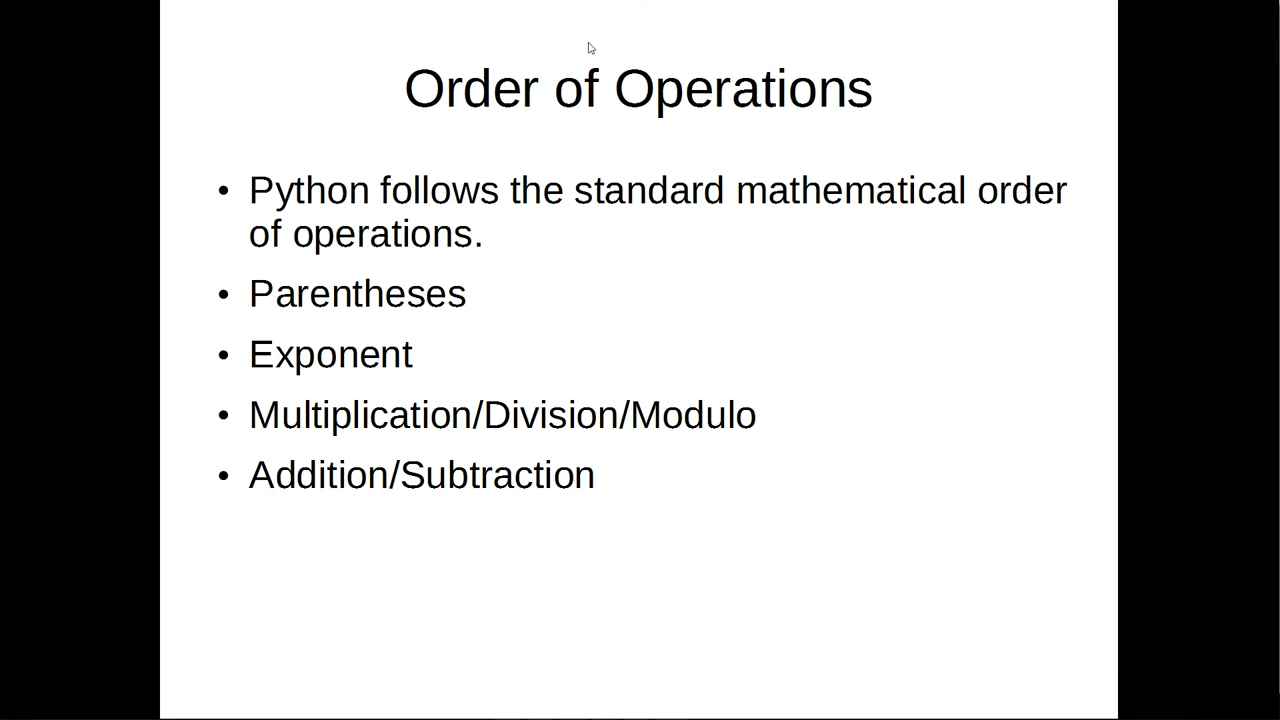 Order of Operations
• Python follows the standard mathematical order
of operations.
• Parentheses
• Exponent
• Multiplication/Division/Modulo
• Addition/Subtraction